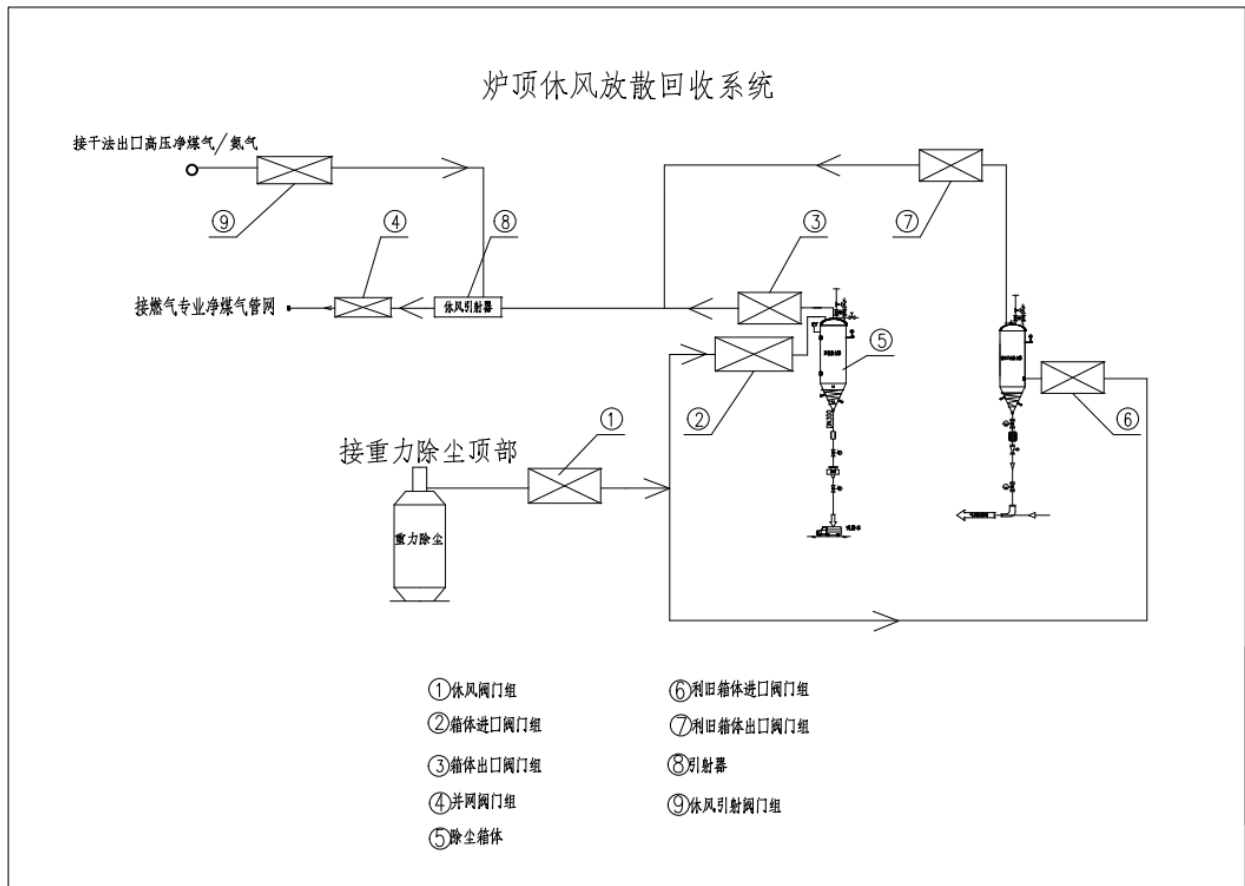 炉顶休风放散回收系统
接干法出口高压净煤气/氮气
⑨
④
⑧
③
⑦
接燃气专业净煤气管网
休风引射器
⑤
②
⑥
①
接重力除尘顶部
重力除尘
①休风阀门组
②箱体进口阀门组
③箱体出口阀门组
④并网阀门组
⑤除尘箱体
⑥利旧箱体进口阀门组
⑦利旧箱体出口阀门组
⑧引射器
⑨休风引射阀门组